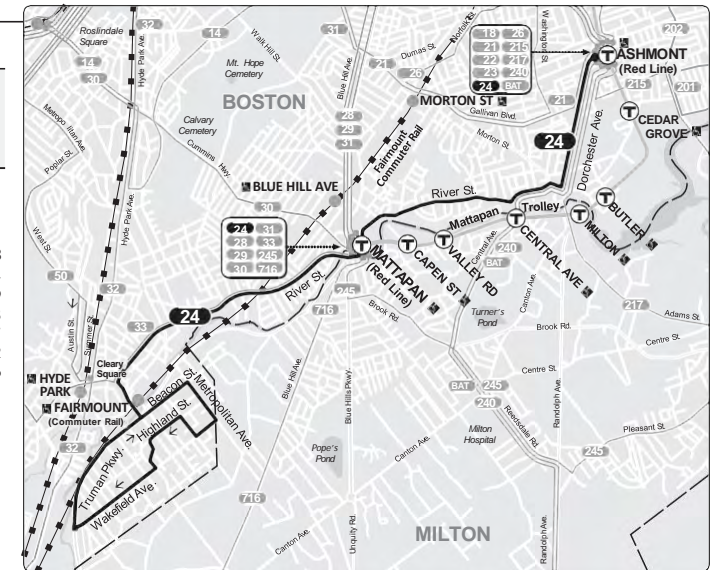 32
31
Norfolk St.
Washington St.
202
Roslindale
Square
Hyde Park Ave.
14
Walk Hill St.
Blue Hill Ave.
21
Dumas St.
18 26
21 215
22 217
23 240
24 BAT
ASHMONT
(Red Line)
14
30
Mt. Hope
Cemetery
26
215
201
BOSTON
MORTON ST
Gallivan Blvd.
21
CEDAR
GROVE
Calvary
Cemetery
28
29
31
Fairmount
Commuter Rail
Morton St.
24
Dorchester Ave.
Poplar St.
Cummins Hwy.
BLUE HILL AVE
River St.
Hyde Park Ave.
30
Mattapan
Trolley
BUTLER
West St.
24 31
28 33
29 245
30 716
MATTAPAN
(Red Line)
CAPEN ST
VALLEY RD
Central Ave.
240
BAT
CENTRAL AVE
MILTON
50
32
River St.
245
716
Brook Rd.
Canton Ave.
217
Adams St.
Turner's
Pond
24
33
Austin St.
Summer St.
Brook Rd.
Centre St.
Cleary
Square
Centre St.
HYDE
PARK
FAIRMOUNT
(Commuter Rail)
Beacon St.
Metropolitan Ave.
Blue Hill Ave.
Blue Hills Pkwy.
BAT 245
240
Randolph Ave.
Highland St.
Truman Pkwy.
Wakefield Ave.
32
Reedsdale Rd.
Milton
Hospital
Pleasant St.
245
Pope's
Pond
Canton Ave.
716
Canton Ave.
Unquity Rd.
MILTON
Randolph Ave.